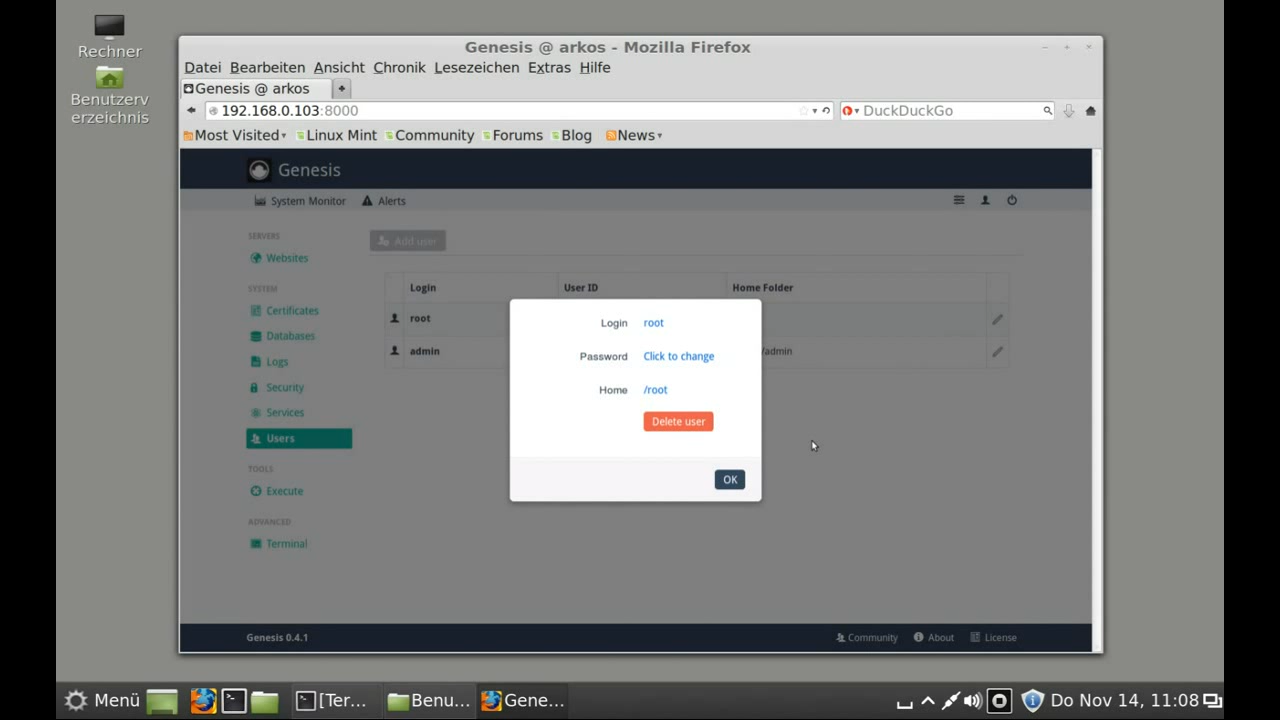 Rechner
Benutzerv
erzeichnis
Genesis @ arkos - Mozilla Firefox
Datei Bearbeiten Ansicht Chronik Lesezeichen Extras Hilfe
Genesis @ arkos
192.168.0.103:8000
DuckDuckGo
Most Visited Linux Mint Community Forums Blog News
Genesis
System Monitor Alerts
SERVERS
Websites
SYSTEM
Certificates
Databases
Logs
Security
Services
Users
TOOLS
Execute
ADVANCED
Terminal
Add user
Login User ID Home Folder
root
admin /admin
Login root
Password Click to change
Home /root
Delete user
OK
Genesis 0.4.1
Community About License
Menü [Ter... Benu... Gene... Do Nov 14, 11:08